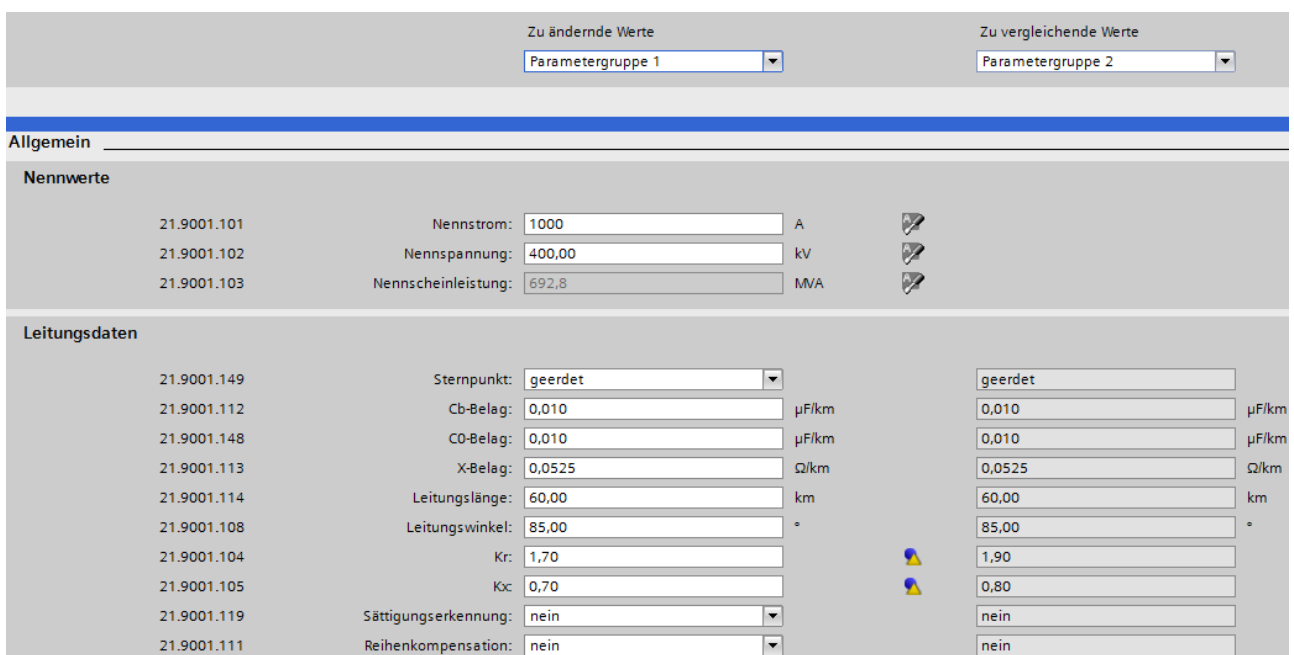 Zu ändernde Werte Zu vergleichende Werte
Parametergruppe 1 Parametergruppe 2
Allgemein
Nennwerte
21.9001.101 Nennstrom: 1000 A
21.9001.102 Nennspannung: 400,00 kV
21.9001.103 Nennscheinleistung: 692,8 MVA
Leitungsdaten
21.9001.149 Sternpunkt: geerdet geerdet
21.9001.112 Cb-Belag: 0,010 µF/km 0,010 µF/km
21.9001.148 C0-Belag: 0,010 µF/km 0,010 µF/km
21.9001.113 X-Belag: 0,0525 Ω/km 0,0525 Ω/km
21.9001.114 Leitungslänge: 60,00 km 60,00 km
21.9001.108 Leitungswinkel: 85,00 ° 85,00 °
21.9001.104 Kr: 1,70 1,90
21.9001.105 Kx: 0,70 0,80
21.9001.119 Sättigungserkennung: nein nein
21.9001.111 Reihenkompensation: nein nein